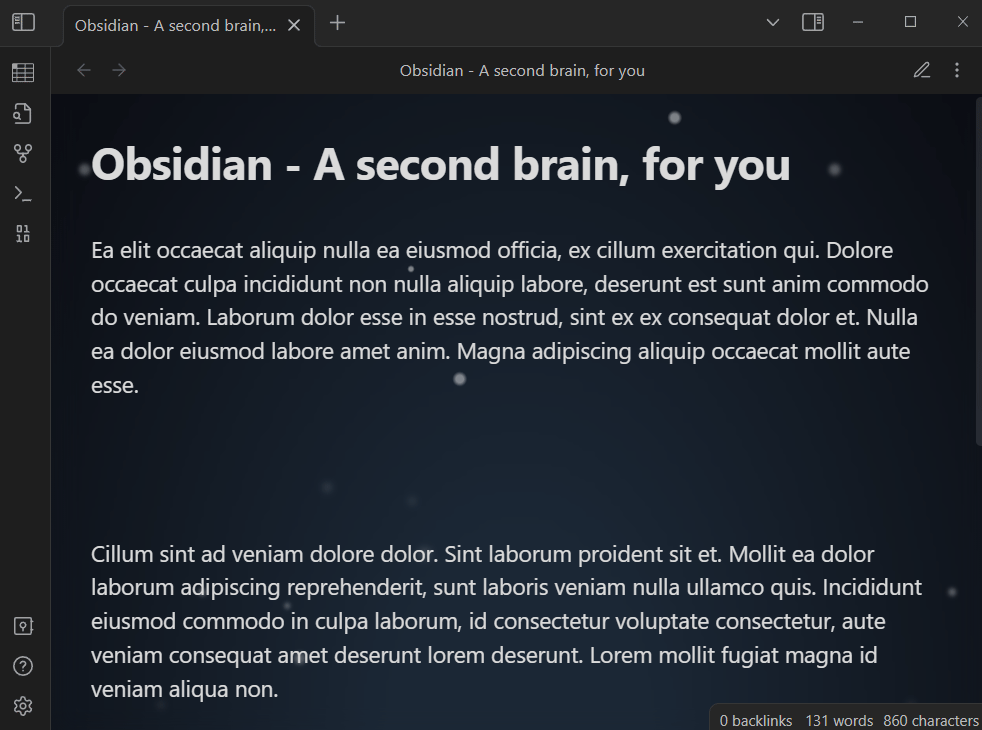 Obsidian - A second brain,...
Obsidian - A second brain, for you
Obsidian - A second brain, for you
Ea elit occaecat aliquip nulla ea eiusmod officia, ex cillum exercitation qui. Dolore
occaecat culpa incididunt non nulla aliquip labore, deserunt est sunt anim commodo
do veniam. Laborum dolor esse in esse nostrud, sint ex ex consequat dolor et. Nulla
ea dolor eiusmod labore amet anim. Magna adipiscing aliquip occaecat mollit aute
esse.
Cillum sint ad veniam dolore dolor. Sint laborum proident sit et. Mollit ea dolor
laborum adipiscing reprehenderit, sunt laboris veniam nulla ullamco quis. Incididunt
eiusmod commodo in culpa laborum, id consectetur voluptate consectetur, aute
veniam consequat amet deserunt lorem deserunt. Lorem mollit fugiat magna id
veniam aliqua non.
0 backlinks 131 words 860 characters